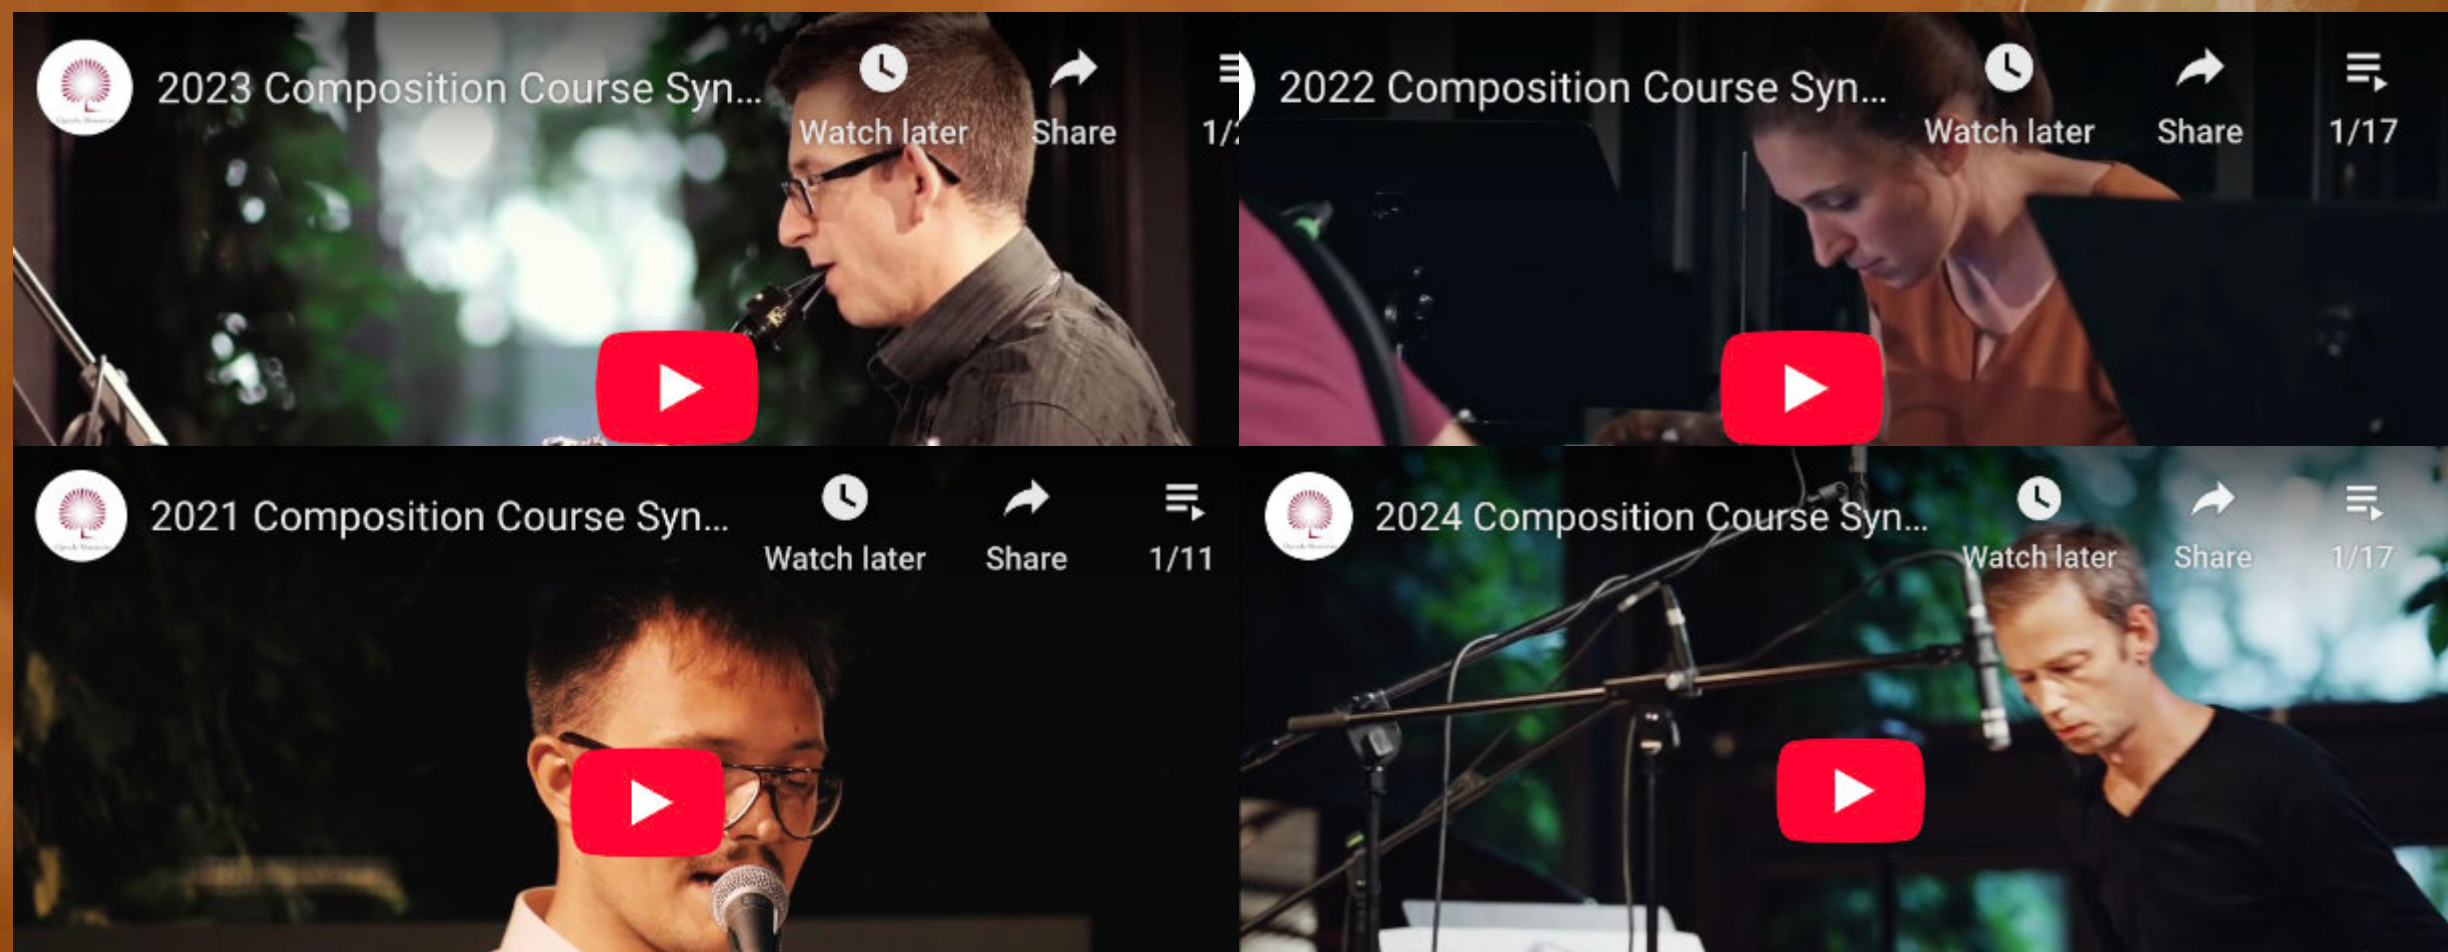 2023 Composition Course Syn...
Watch later
Share
2022 Composition Course Syn...
Watch later
Share
1/17
2021 Composition Course Syn...
Watch later
Share
1/11
2024 Composition Course Syn...
Watch later
Share
1/17